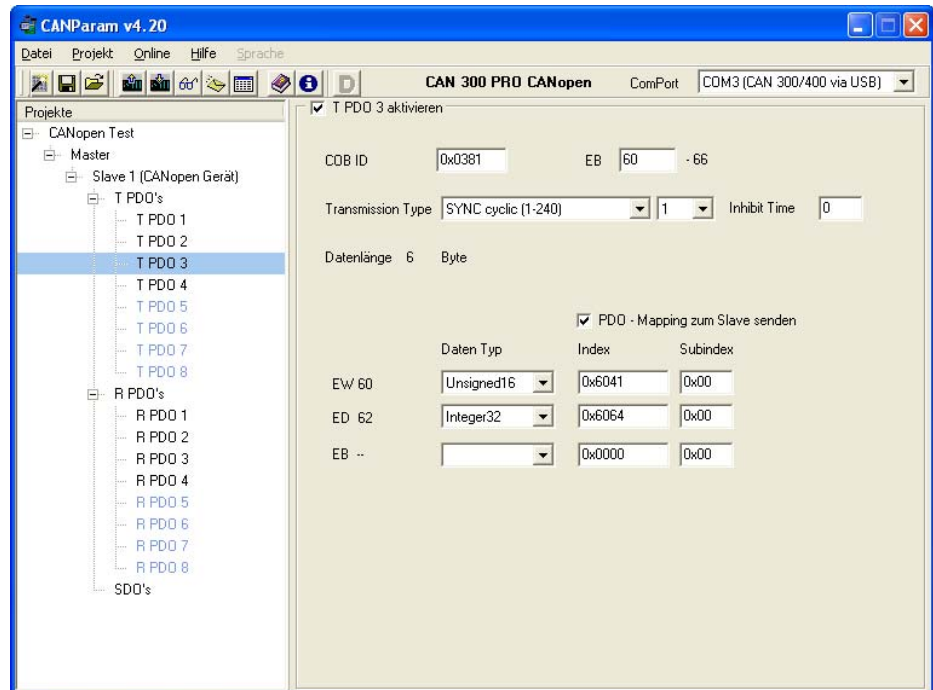 CANParam v4.20
Datei Projekt Online Hilfe Sprache
D CAN 300 PRO CANopen ComPort COM3 (CAN 300/400 via USB)
Projekte
CANopen Test
Master
Slave 1 (CANopen Gerät)
T PDO's
T PDO 1
T PDO 2
T PDO 3
T PDO 4
T PDO 5
T PDO 6
T PDO 7
T PDO 8
R PDO's
R PDO 1
R PDO 2
R PDO 3
R PDO 4
R PDO 5
R PDO 6
R PDO 7
R PDO 8
SDO's
T PDO 3 aktivieren
COB ID 0x0381 EB 60 - 66
Transmission Type SYNC cyclic (1-240) 1 Inhibit Time 0
Datenlänge 6 Byte
PDO - Mapping zum Slave senden
Daten Typ Index Subindex
EW 60 Unsigned16 0x6041 0x00
ED 62 Integer32 0x6064 0x00
EB -- 0x0000 0x00